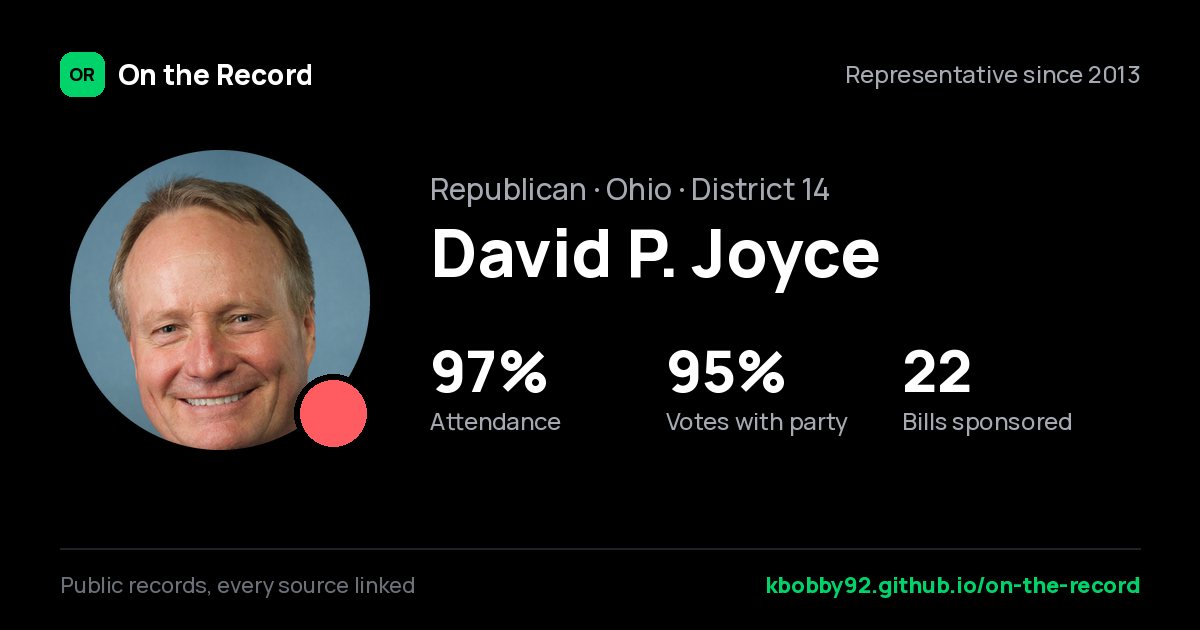 OR On the Record
Representative since 2013
Republican · Ohio · District 14
David P. Joyce
97% 95% 22
Attendance Votes with party Bills sponsored
Public records, every source linked
kbobby92.github.io/on-the-record